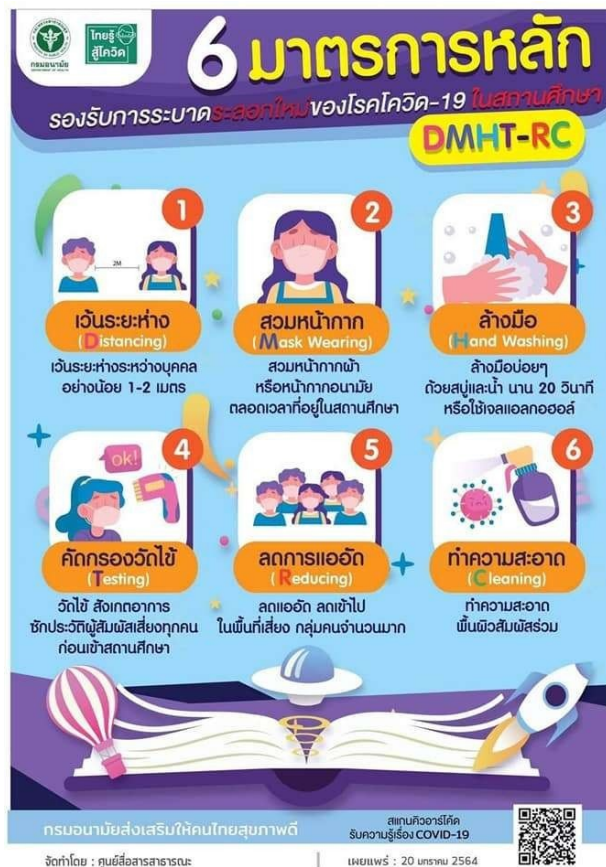 กรมอนามัย
DEPARTMENT OF HEALTH
ไทยรู้
สู้โควิด
6 มาตรการหลัก
รองรับการระบาดระลอกใหม่ของโรคโควิด-19 ในสถานศึกษา
DMHT-RC
1
2M
เว้นระยะห่าง
(Distancing)
เว้นระยะห่างระหว่างบุคคล
อย่างน้อย 1-2 เมตร
2
สวมหน้ากาก
(Mask Wearing)
สวมหน้ากากผ้า
หรือหน้ากากอนามัย
ตลอดเวลาที่อยู่ในสถานศึกษา
3
ล้างมือ
(Hand Washing)
ล้างมือบ่อยๆ
ด้วยสบู่และน้ำ นาน 20 วินาที
หรือใช้เจลแอลกอฮอล์
4
ok!
คัดกรองวัดไข้
(Testing)
วัดไข้ สังเกตอาการ
ซักประวัติผู้สัมผัสเสี่ยงทุกคน
ก่อนเข้าสถานศึกษา
5
ลดการแออัด
(Reducing)
ลดแออัด ลดเข้าไป
ในพื้นที่เสี่ยง กลุ่มคนจำนวนมาก
6
ทำความสะอาด
(Cleaning)
ทำความสะอาด
พื้นผิวสัมผัสร่วม
กรมอนามัยส่งเสริมให้คนไทยสุขภาพดี
สแกนคิวอาร์โค้ด
รับความรู้เรื่อง COVID-19
จัดทำโดย : ศูนย์สื่อสารสาธารณะ
เผยแพร่ : 20 มกราคม 2564